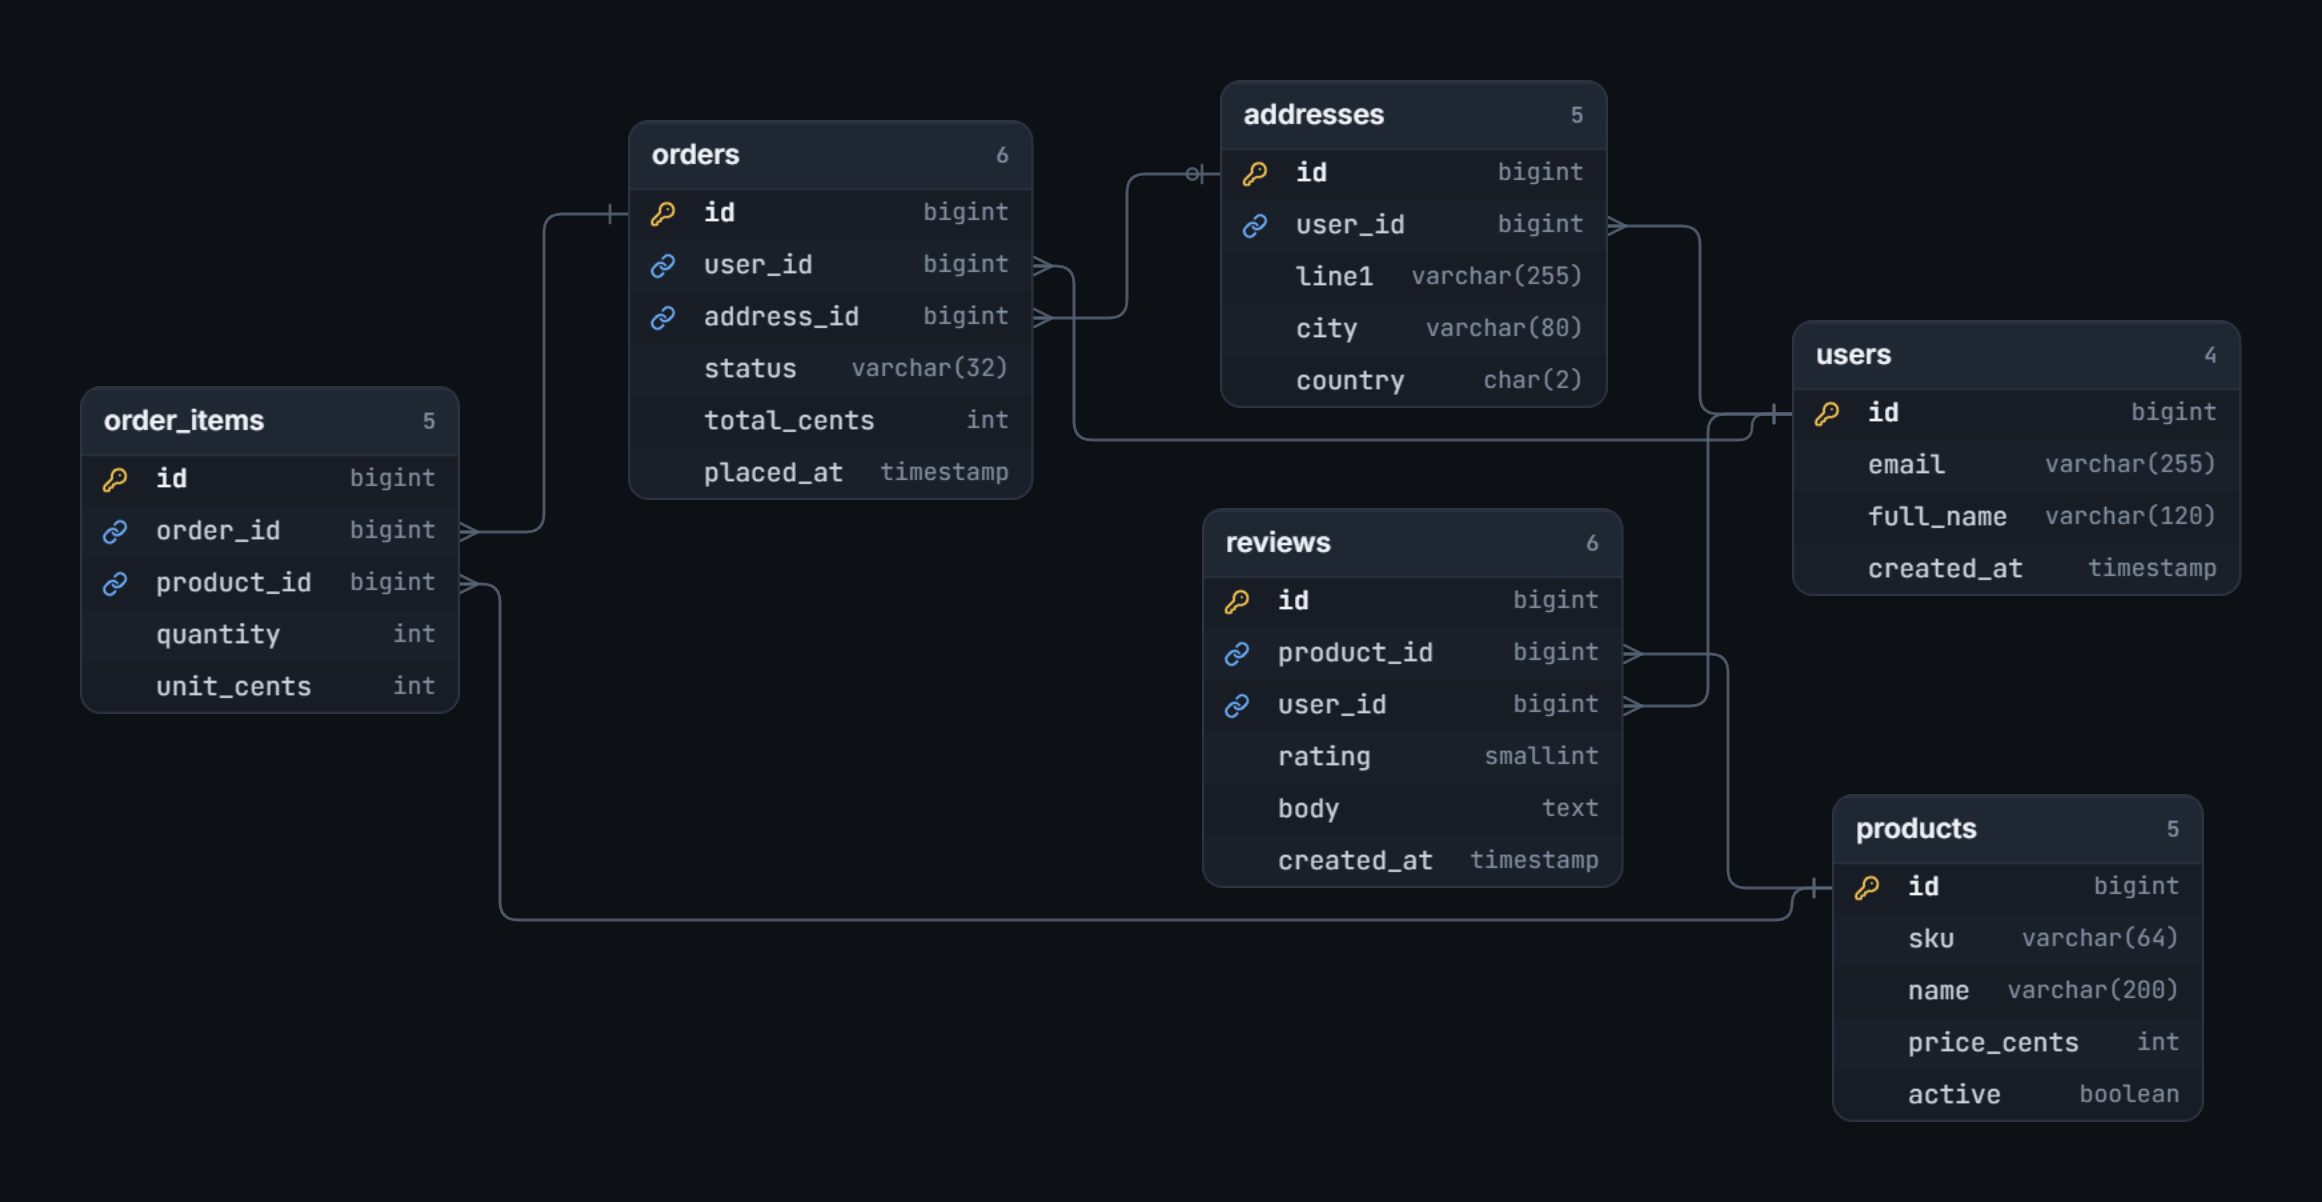 order_items 5
id bigint
order_id bigint
product_id bigint
quantity int
unit_cents int
orders 6
id bigint
user_id bigint
address_id bigint
status varchar(32)
total_cents int
placed_at timestamp
addresses 5
id bigint
user_id bigint
line1 varchar(255)
city varchar(80)
country char(2)
reviews 6
id bigint
product_id bigint
user_id bigint
rating smallint
body text
created_at timestamp
users 4
id bigint
email varchar(255)
full_name varchar(120)
created_at timestamp
products 5
id bigint
sku varchar(64)
name varchar(200)
price_cents int
active boolean